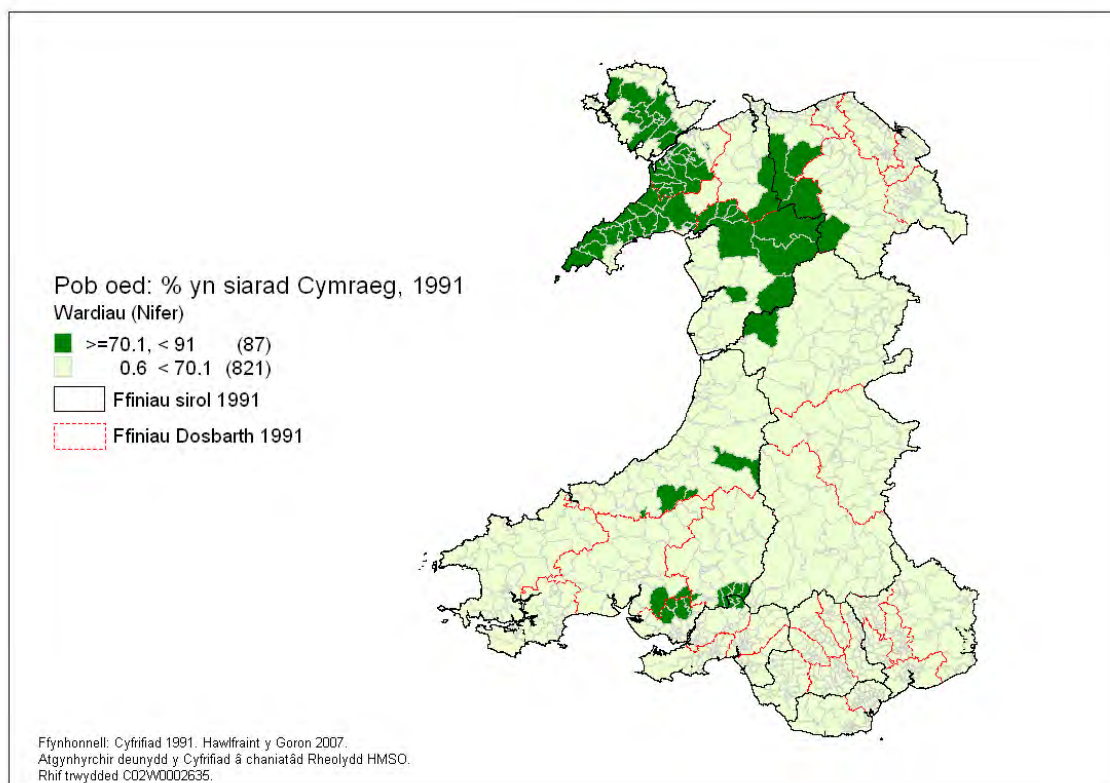 Pob oed: % yn siarad Cymraeg, 1991
Wardiau (Nifer)
>=70.1, < 91 (87)
0.6 < 70.1 (821)
Ffiniau sirol 1991
Ffiniau Dosbarth 1991
Ffynhonnell: Cyfrifiad 1991. Hawlfraint y Goron 2007.
Atgynhyrchir deunydd y Cyfrifiad â chaniatâd Rheolydd HMSO.
Rhif trwydded C02W0002635.